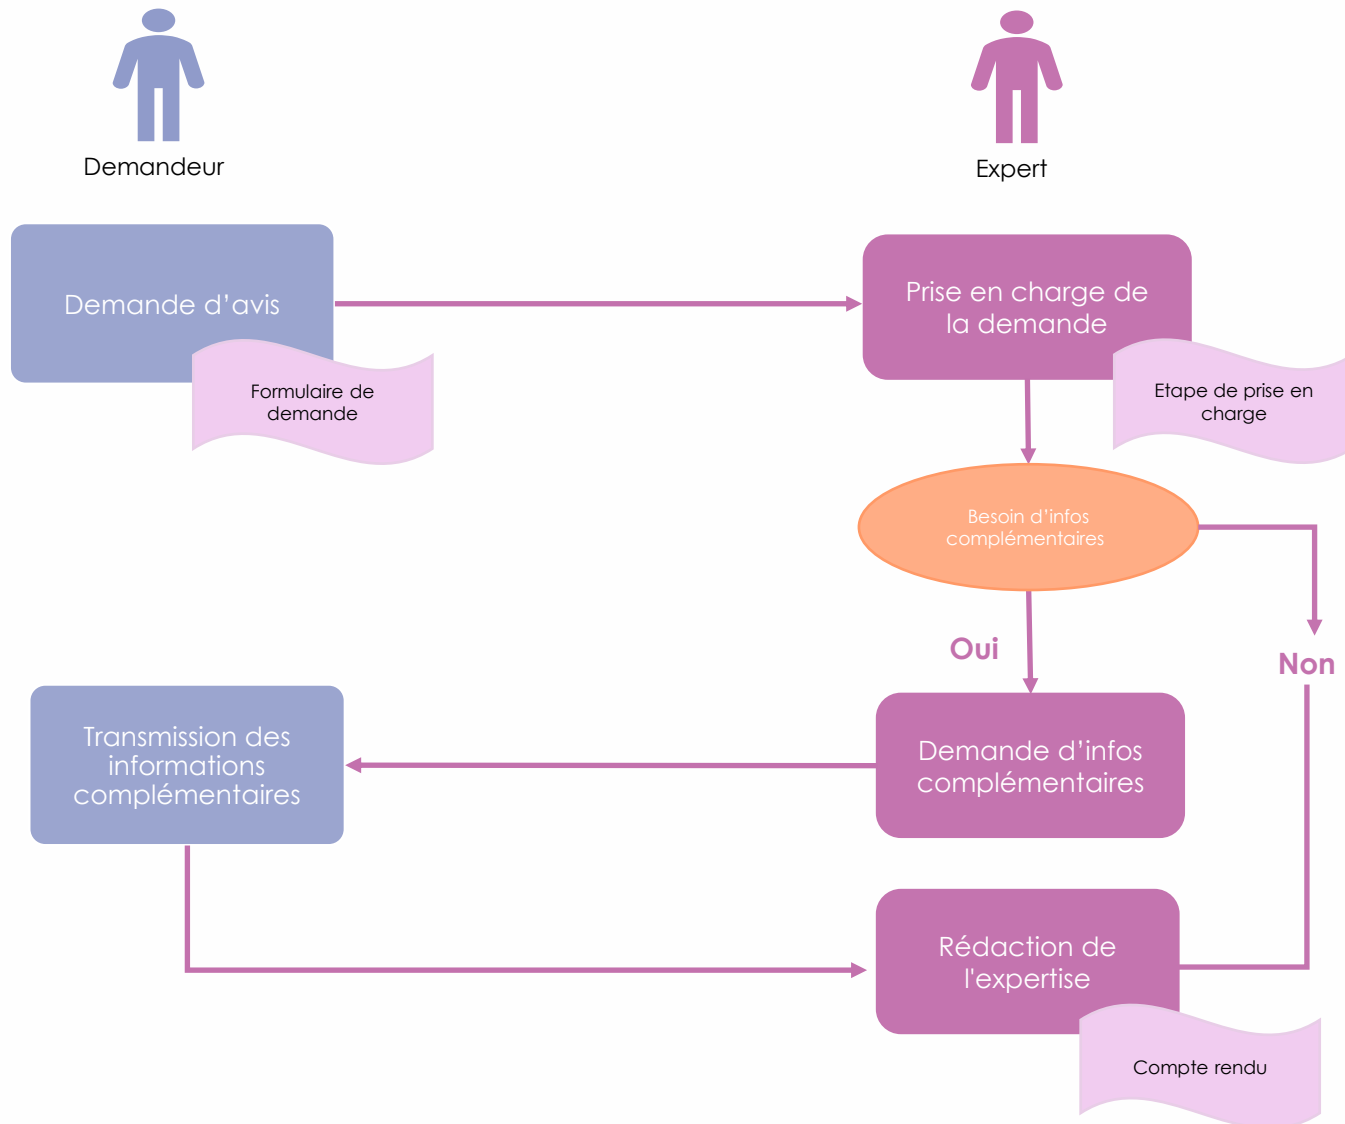 Demandeur
Expert
Demande d’avis
Prise en charge de
la demande
Formulaire de
demande
Etape de prise en
charge
Besoin d’infos
complémentaires
Oui
Non
Transmission des
informations
complémentaires
Demande d’infos
complémentaires
Rédaction de
l'expertise
Compte rendu